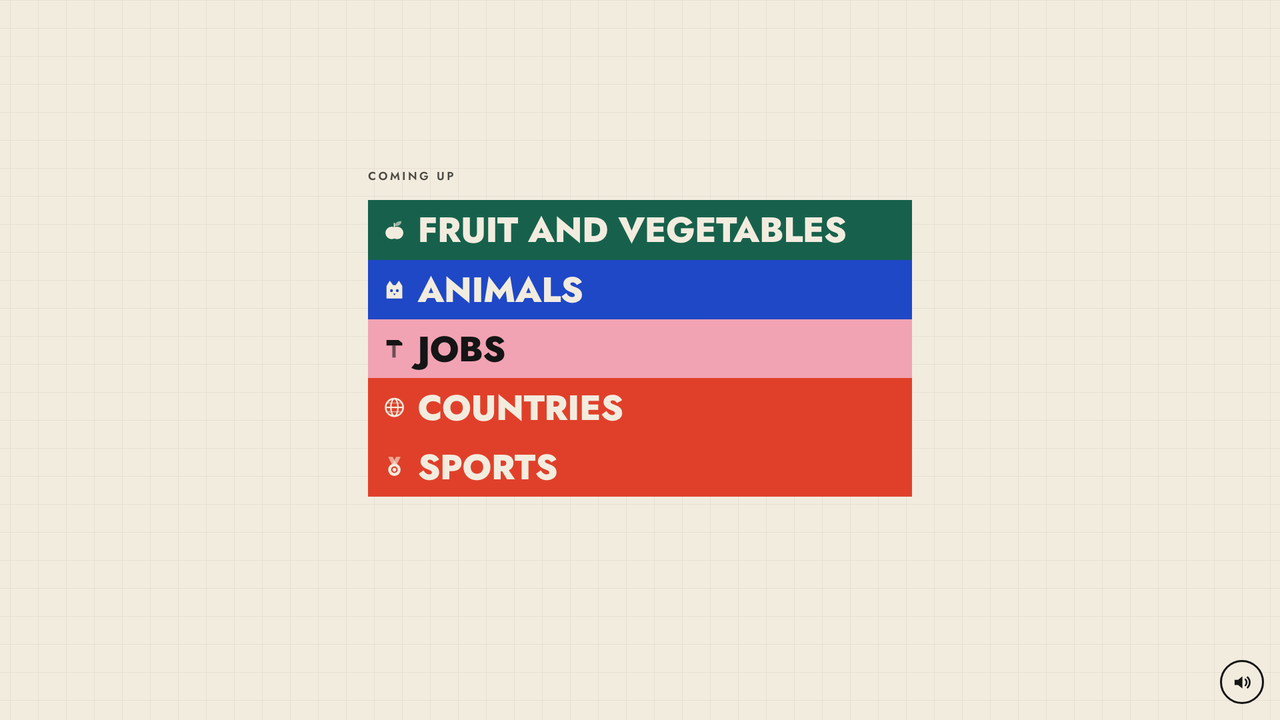 COMING UP
FRUIT AND VEGETABLES
ANIMALS
JOBS
COUNTRIES
SPORTS